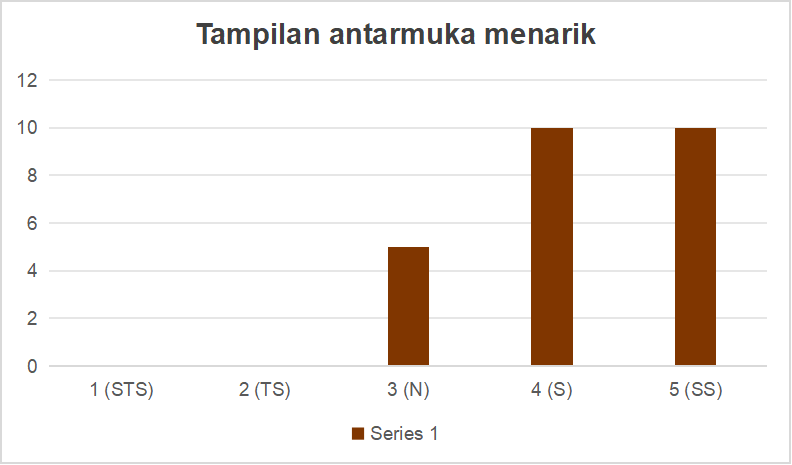 Tampilan antarmuka menarik
12
10
8
6
4
2
0
1 (STS) 2 (TS) 3 (N) 4 (S) 5 (SS)
Series 1